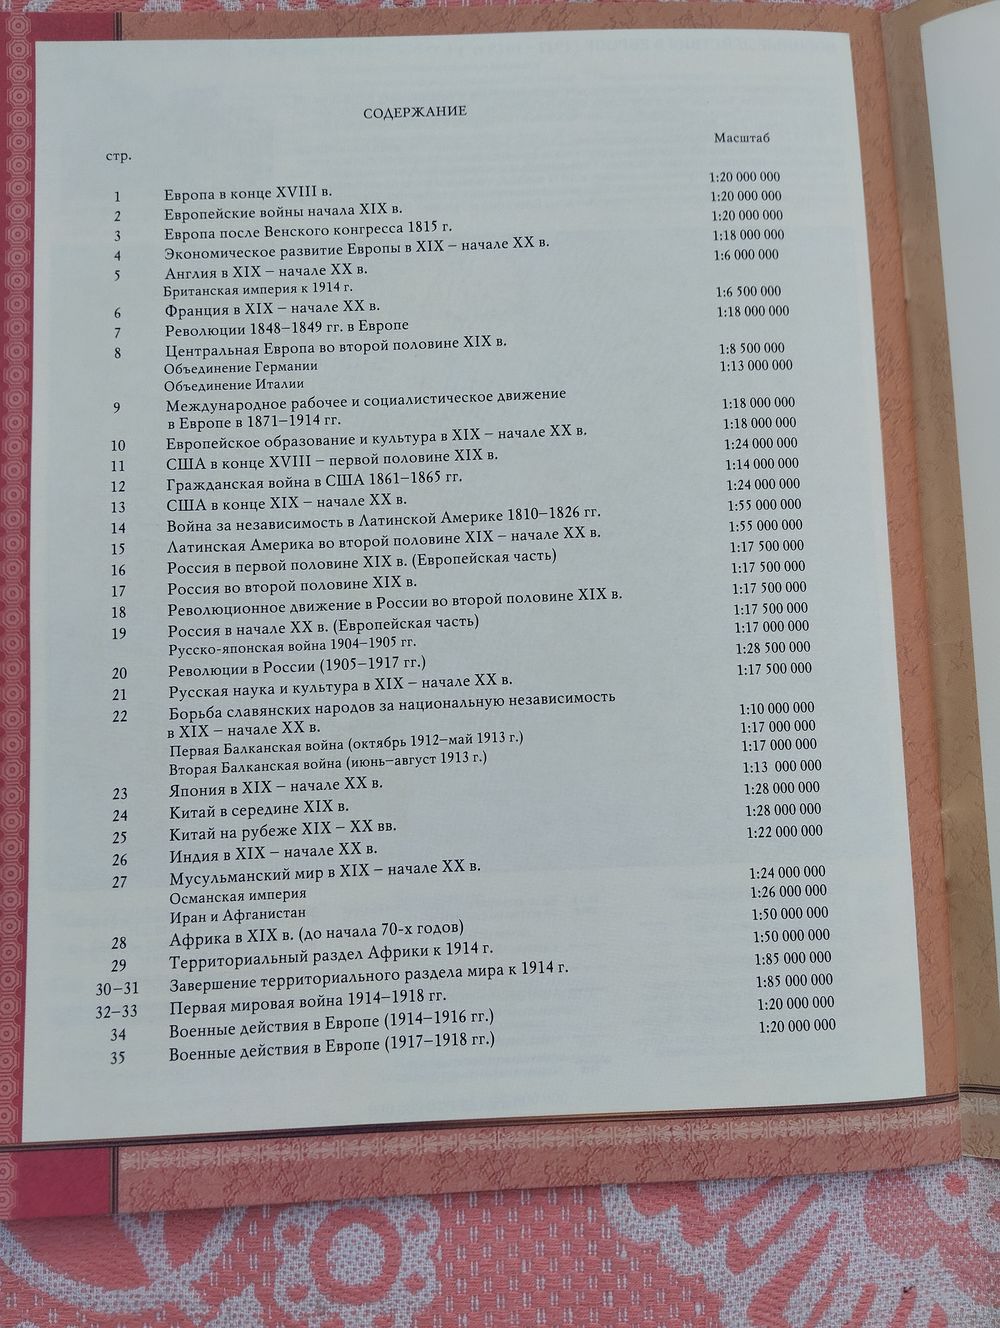 СОДЕРЖАНИЕ
стр. Масштаб
1 Европа в конце XVIII в. 1:20 000 000
2 Европейские войны начала XIX в. 1:20 000 000
3 Европа после Венского конгресса 1815 г. 1:20 000 000
4 Экономическое развитие Европы в XIX – начале XX в. 1:18 000 000
5 Англия в XIX – начале XX в. 1:6 000 000
Британская империя к 1914 г.
6 Франция в XIX – начале XX в. 1:6 500 000
7 Революции 1848–1849 гг. в Европе 1:18 000 000
8 Центральная Европа во второй половине XIX в.
Объединение Германии 1:8 500 000
Объединение Италии 1:13 000 000
9 Международное рабочее и социалистическое движение
в Европе в 1871–1914 гг. 1:18 000 000
10 Европейское образование и культура в XIX – начале XX в. 1:18 000 000
11 США в конце XVIII – первой половине XIX в. 1:24 000 000
12 Гражданская война в США 1861–1865 гг. 1:14 000 000
13 США в конце XIX – начале XX в. 1:24 000 000
14 Война за независимость в Латинской Америке 1810–1826 гг. 1:55 000 000
15 Латинская Америка во второй половине XIX – начале XX в. 1:55 000 000
16 Россия в первой половине XIX в. (Европейская часть) 1:17 500 000
17 Россия во второй половине XIX в. 1:17 500 000
18 Революционное движение в России во второй половине XIX в. 1:17 500 000
19 Россия в начале XX в. (Европейская часть) 1:17 500 000
Русско-японская война 1904–1905 гг. 1:17 000 000
20 Революции в России (1905–1917 гг.) 1:28 500 000
21 Русская наука и культура в XIX – начале XX в. 1:17 500 000
22 Борьба славянских народов за национальную независимость
в XIX – начале XX в. 1:10 000 000
Первая Балканская война (октябрь 1912–май 1913 г.) 1:17 000 000
Вторая Балканская война (июнь–август 1913 г.) 1:17 000 000
23 Япония в XIX – начале XX в. 1:13 000 000
24 Китай в середине XIX в. 1:28 000 000
25 Китай на рубеже XIX – XX вв. 1:28 000 000
26 Индия в XIX – начале XX в. 1:22 000 000
27 Мусульманский мир в XIX – начале XX в.
Османская империя 1:24 000 000
Иран и Афганистан 1:26 000 000
28 Африка в XIX в. (до начала 70-х годов) 1:50 000 000
29 Территориальный раздел Африки к 1914 г. 1:50 000 000
30–31 Завершение территориального раздела мира к 1914 г. 1:85 000 000
32–33 Первая мировая война 1914–1918 гг. 1:85 000 000
34 Военные действия в Европе (1914–1916 гг.) 1:20 000 000
35 Военные действия в Европе (1917–1918 гг.) 1:20 000 000